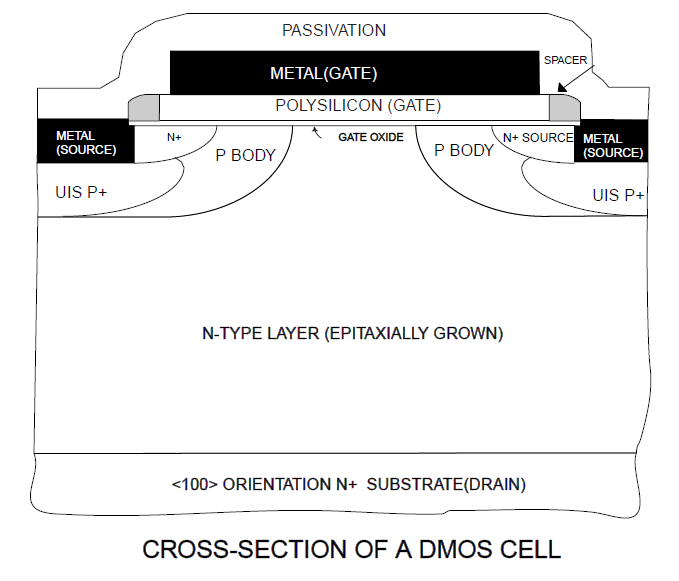 PASSIVATION
SPACER
METAL(GATE)
POLYSILICON (GATE)
METAL
(SOURCE)
N+
GATE OXIDE
N+ SOURCE
METAL
(SOURCE)
P BODY
P BODY
UIS P+
UIS P+
N-TYPE LAYER (EPITAXIALLY GROWN)
<100> ORIENTATION N+ SUBSTRATE(DRAIN)
CROSS-SECTION OF A DMOS CELL